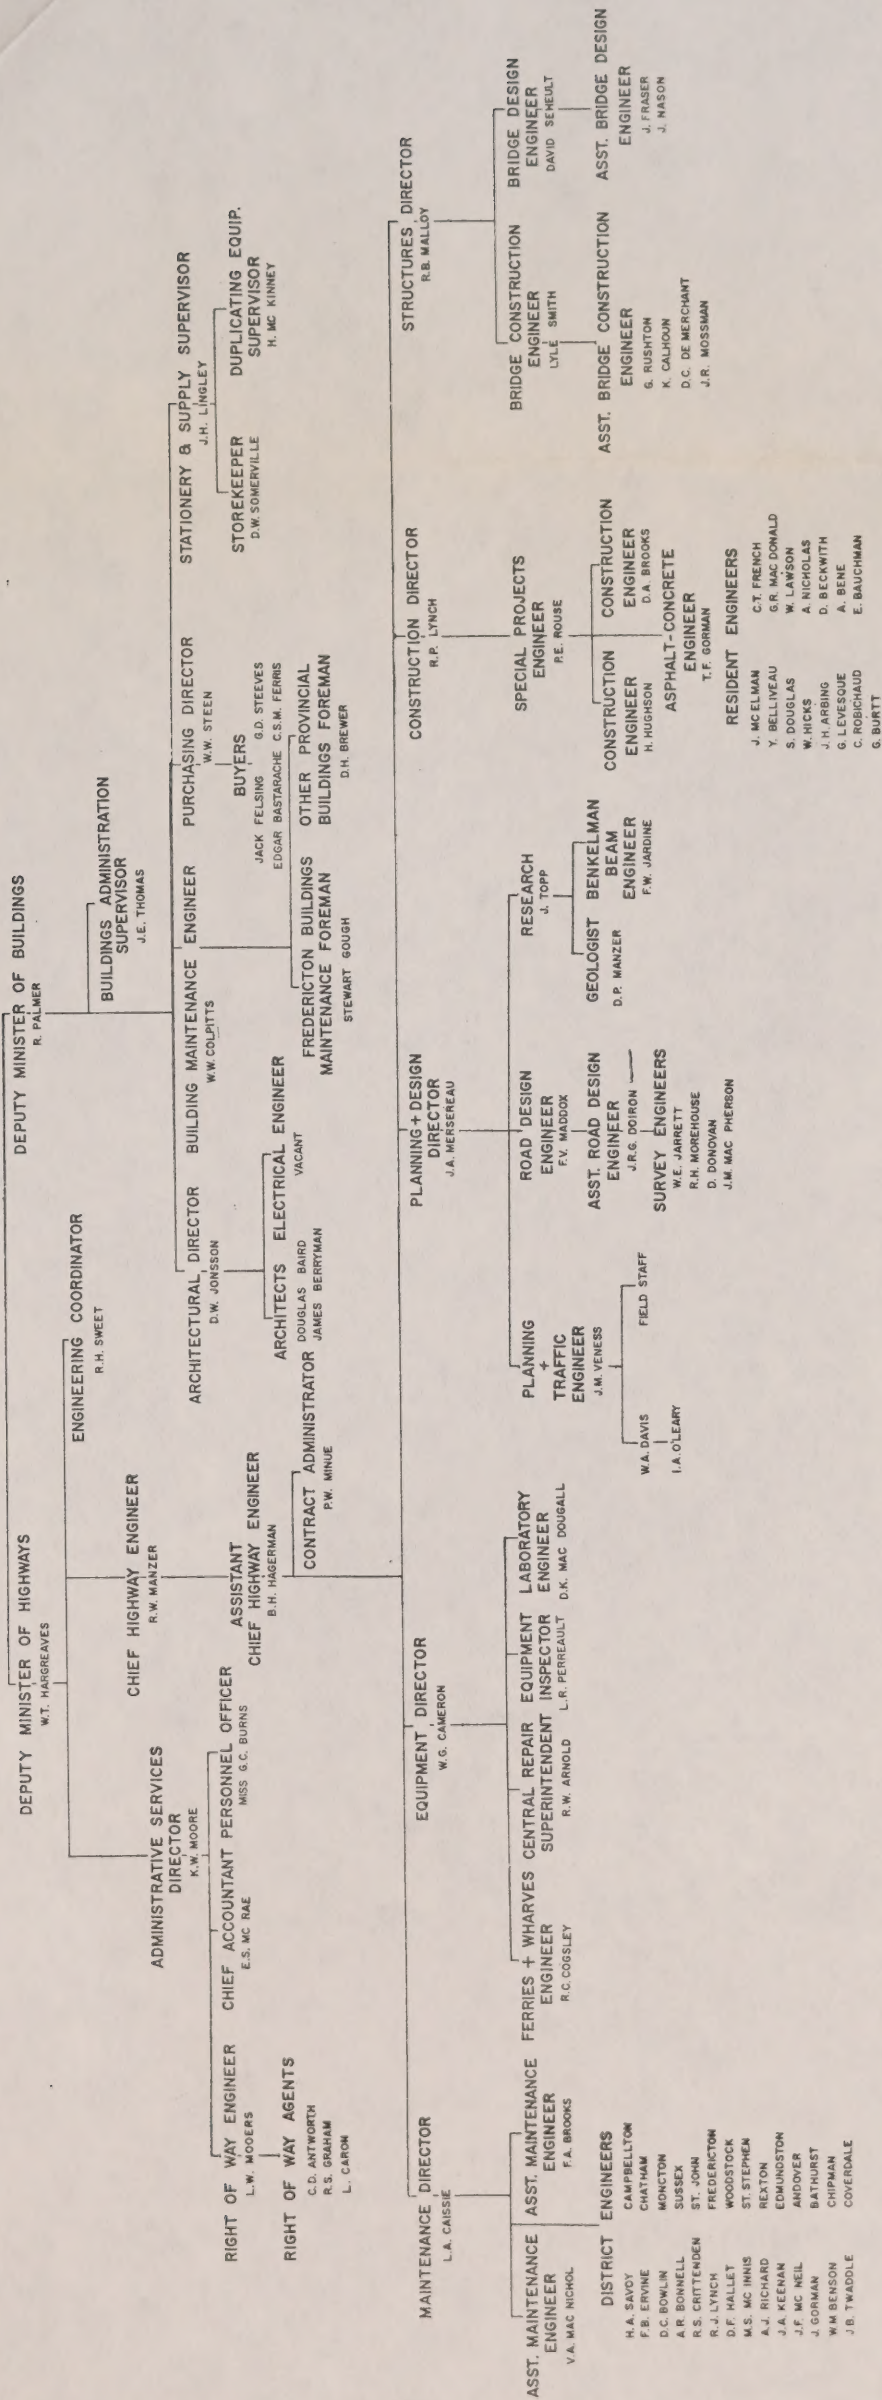 DEPUTY MINISTER OF HIGHWAYS
W.T. HARGREAVES
DEPUTY MINISTER OF BUILDINGS
R. PALMER
ENGINEERING COORDINATOR
R.H. SWEET
BUILDINGS ADMINISTRATION
SUPERVISOR
J.E. THOMAS
ADMINISTRATIVE SERVICES
DIRECTOR
K.W. MOORE
CHIEF HIGHWAY ENGINEER
R.W. MANZER
RIGHT OF WAY ENGINEER
L.W. MOOERS
CHIEF ACCOUNTANT
E.S. MC RAE
PERSONNEL OFFICER
MISS G.C. BURNS
RIGHT OF WAY AGENTS
C.D. ANTWORTH
R.S. GRAHAM
L. CARON
ASSISTANT
CHIEF HIGHWAY ENGINEER
B.H. HAGERMAN
CONTRACT ADMINISTRATOR
P.W. MINUE
ARCHITECTURAL DIRECTOR
D.W. JONSSON
ARCHITECTS
DOUGLAS BAIRD
JAMES BERRYMAN
ELECTRICAL ENGINEER
VACANT
BUILDING MAINTENANCE ENGINEER
W.W. COLPITTS
FREDERICTON BUILDINGS
MAINTENANCE FOREMAN
STEWART GOUGH
OTHER PROVINCIAL
BUILDINGS FOREMAN
D.H. BREWER
PURCHASING DIRECTOR
W.W. STEEN
BUYERS
JACK FELSING G.D. STEEVES
EDGAR BASTARACHE C.S.M. FERRIS
STATIONERY & SUPPLY SUPERVISOR
J.H. LINGLEY
STOREKEEPER
D.W. SOMERVILLE
DUPLICATING EQUIP.
SUPERVISOR
H. MC KINNEY
MAINTENANCE DIRECTOR
L.A. CAISSIE
ASST. MAINTENANCE
ENGINEER
V.A. MAC NICHOL
ASST. MAINTENANCE
ENGINEER
F.A. BROOKS
DISTRICT ENGINEERS
H.A. SAVOY CAMPBELLTON
F.B. ERVINE CHATHAM
D.C. BOWLIN MONCTON
A.R. BONNELL SUSSEX
R.S. CRITTENDEN ST. JOHN
R.J. LYNCH FREDERICTON
D.F. HALLET WOODSTOCK
M.S. MC INNIS ST. STEPHEN
A.J. RICHARD REXTON
J.A. KEENAN EDMUNDSTON
J.F. MC NEIL ANDOVER
J. GORMAN BATHURST
W.M BENSON CHIPMAN
J.B. TWADDLE COVERDALE
EQUIPMENT DIRECTOR
W.G. CAMERON
FERRIES + WHARVES
ENGINEER
R.C. COGSLEY
CENTRAL REPAIR
SUPERINTENDENT
R.W. ARNOLD
EQUIPMENT
INSPECTOR
L.R. PERREAULT
LABORATORY
ENGINEER
D.K. MAC DOUGALL
PLANNING + DESIGN
DIRECTOR
J.A. MERSEREAU
PLANNING
+
TRAFFIC
ENGINEER
J.M. VENESS
W.A. DAVIS
I.A. O'LEARY
FIELD STAFF
ROAD DESIGN
ENGINEER
F.V. MADDOX
ASST. ROAD DESIGN
ENGINEER
J.R.G. DOIRON
SURVEY ENGINEERS
W.E. JARRETT
R.H. MOREHOUSE
D. DONOVAN
J.M. MAC PHERSON
RESEARCH
J. TOPP
GEOLOGIST
D.P. MANZER
BENKELMAN
BEAM
ENGINEER
F.W. JARDINE
CONSTRUCTION DIRECTOR
R.P. LYNCH
SPECIAL PROJECTS
ENGINEER
P.E. ROUSE
CONSTRUCTION
ENGINEER
H. HUGHSON
CONSTRUCTION
ENGINEER
D.A. BROOKS
ASPHALT-CONCRETE
ENGINEER
T.F. GORMAN
RESIDENT ENGINEERS
J. MC ELMAN C.T. FRENCH
Y. BELLIVEAU G.R. MAC DONALD
S. DOUGLAS W. LAWSON
W. HICKS A. NICHOLAS
J.H. ARBING D. BECKWITH
G. LEVESQUE A. BENE
C. ROBICHAUD E. BAUCHMAN
G. BURTT
STRUCTURES DIRECTOR
R.B. MALLOY
BRIDGE CONSTRUCTION
ENGINEER
LYLE SMITH
ASST. BRIDGE CONSTRUCTION
ENGINEER
G. RUSHTON
K. CALHOUN
D.C. DE MERCHANT
J.R. MOSSMAN
BRIDGE DESIGN
ENGINEER
DAVID SEHEULT
ASST. BRIDGE DESIGN
ENGINEER
J. FRASER
J. NASON